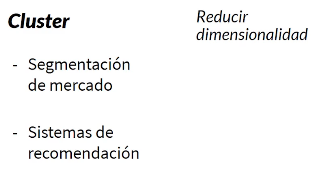 Cluster
- Segmentación
de mercado
- Sistemas de
recomendación
Reducir
dimensionalidad